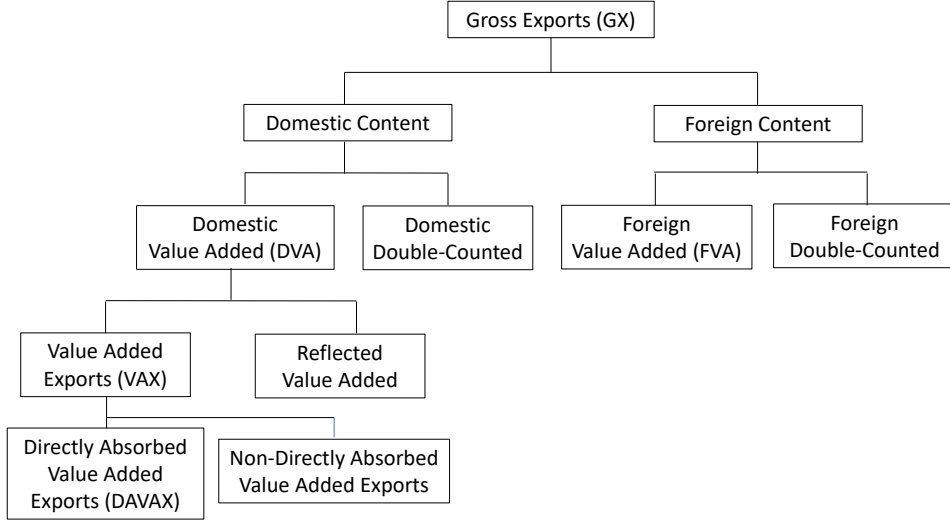 Gross Exports (GX)
Domestic Content
Foreign Content
Domestic
Value Added (DVA)
Domestic
Double-Counted
Foreign
Value Added (FVA)
Foreign
Double-Counted
Value Added
Exports (VAX)
Reflected
Value Added
Directly Absorbed
Value Added
Exports (DAVAX)
Non-Directly Absorbed
Value Added Exports